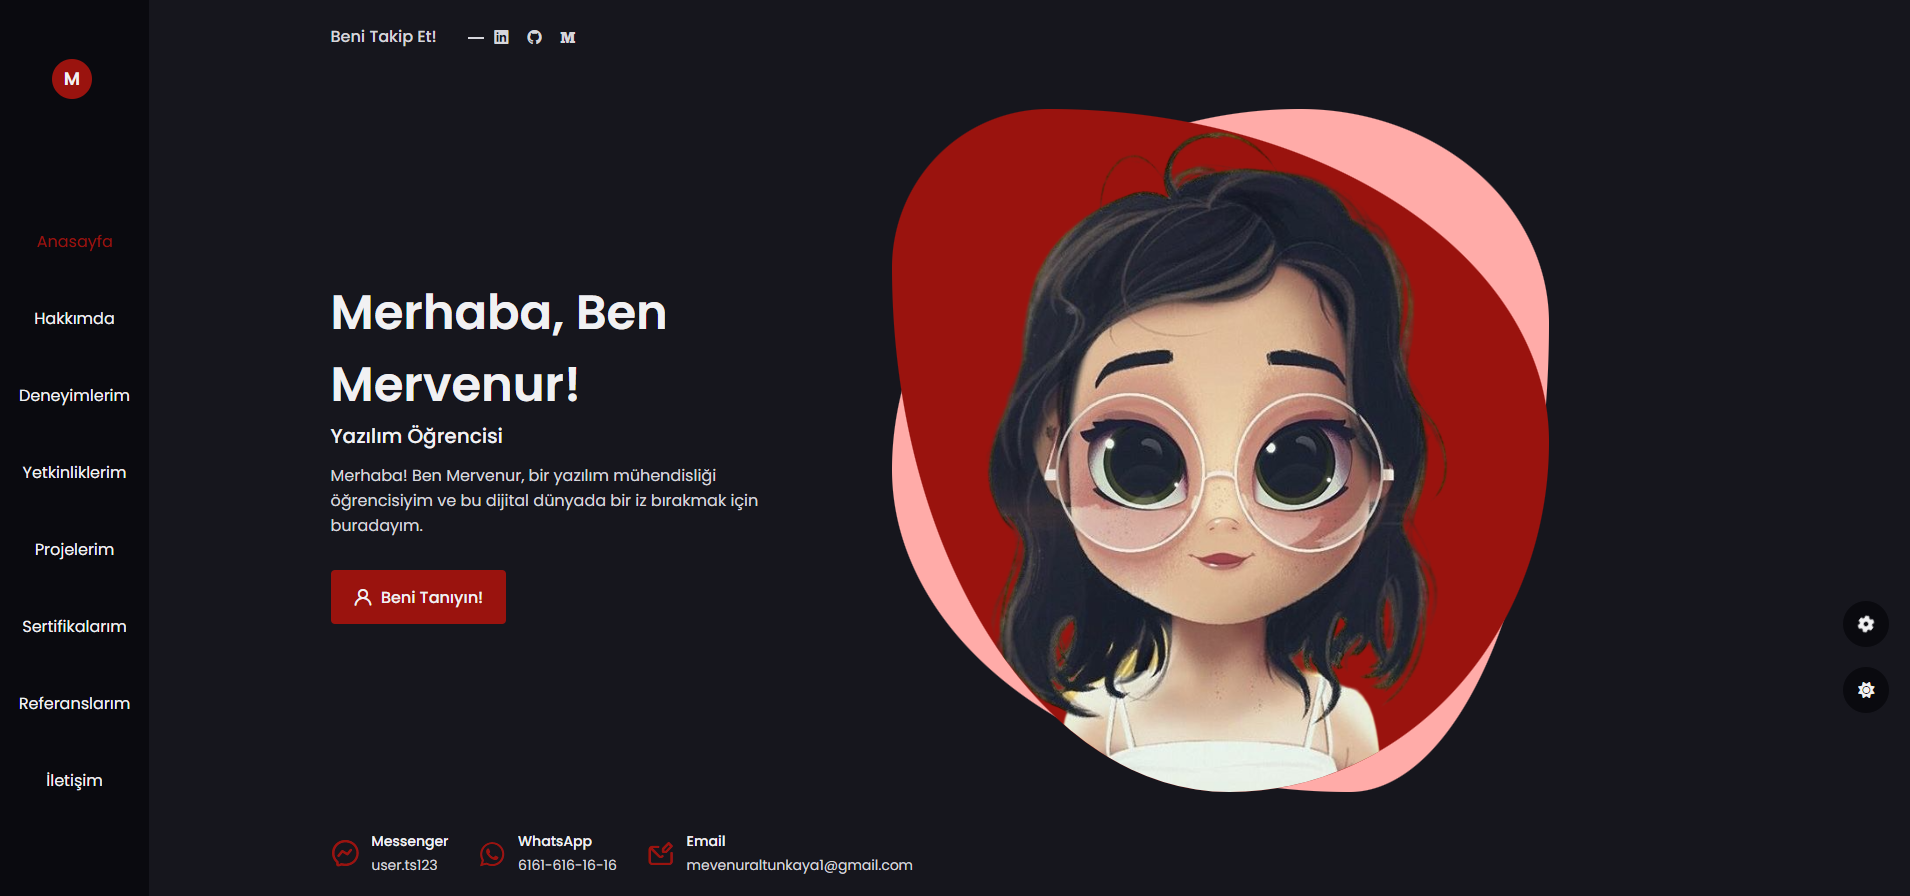 M
Anasayfa
Hakkımda
Deneyimlerim
Yetkinliklerim
Projelerim
Sertifikalarım
Referanslarım
İletişim
Beni Takip Et!
Merhaba, Ben
Mervenur!
Yazılım Öğrencisi
Merhaba! Ben Mervenur, bir yazılım mühendisliği
öğrencisiyim ve bu dijital dünyada bir iz bırakmak için
buradayım.
Beni Tanıyın!
Messenger
user.ts123
WhatsApp
6161-616-16-16
Email
mevenuraltunkaya1@gmail.com